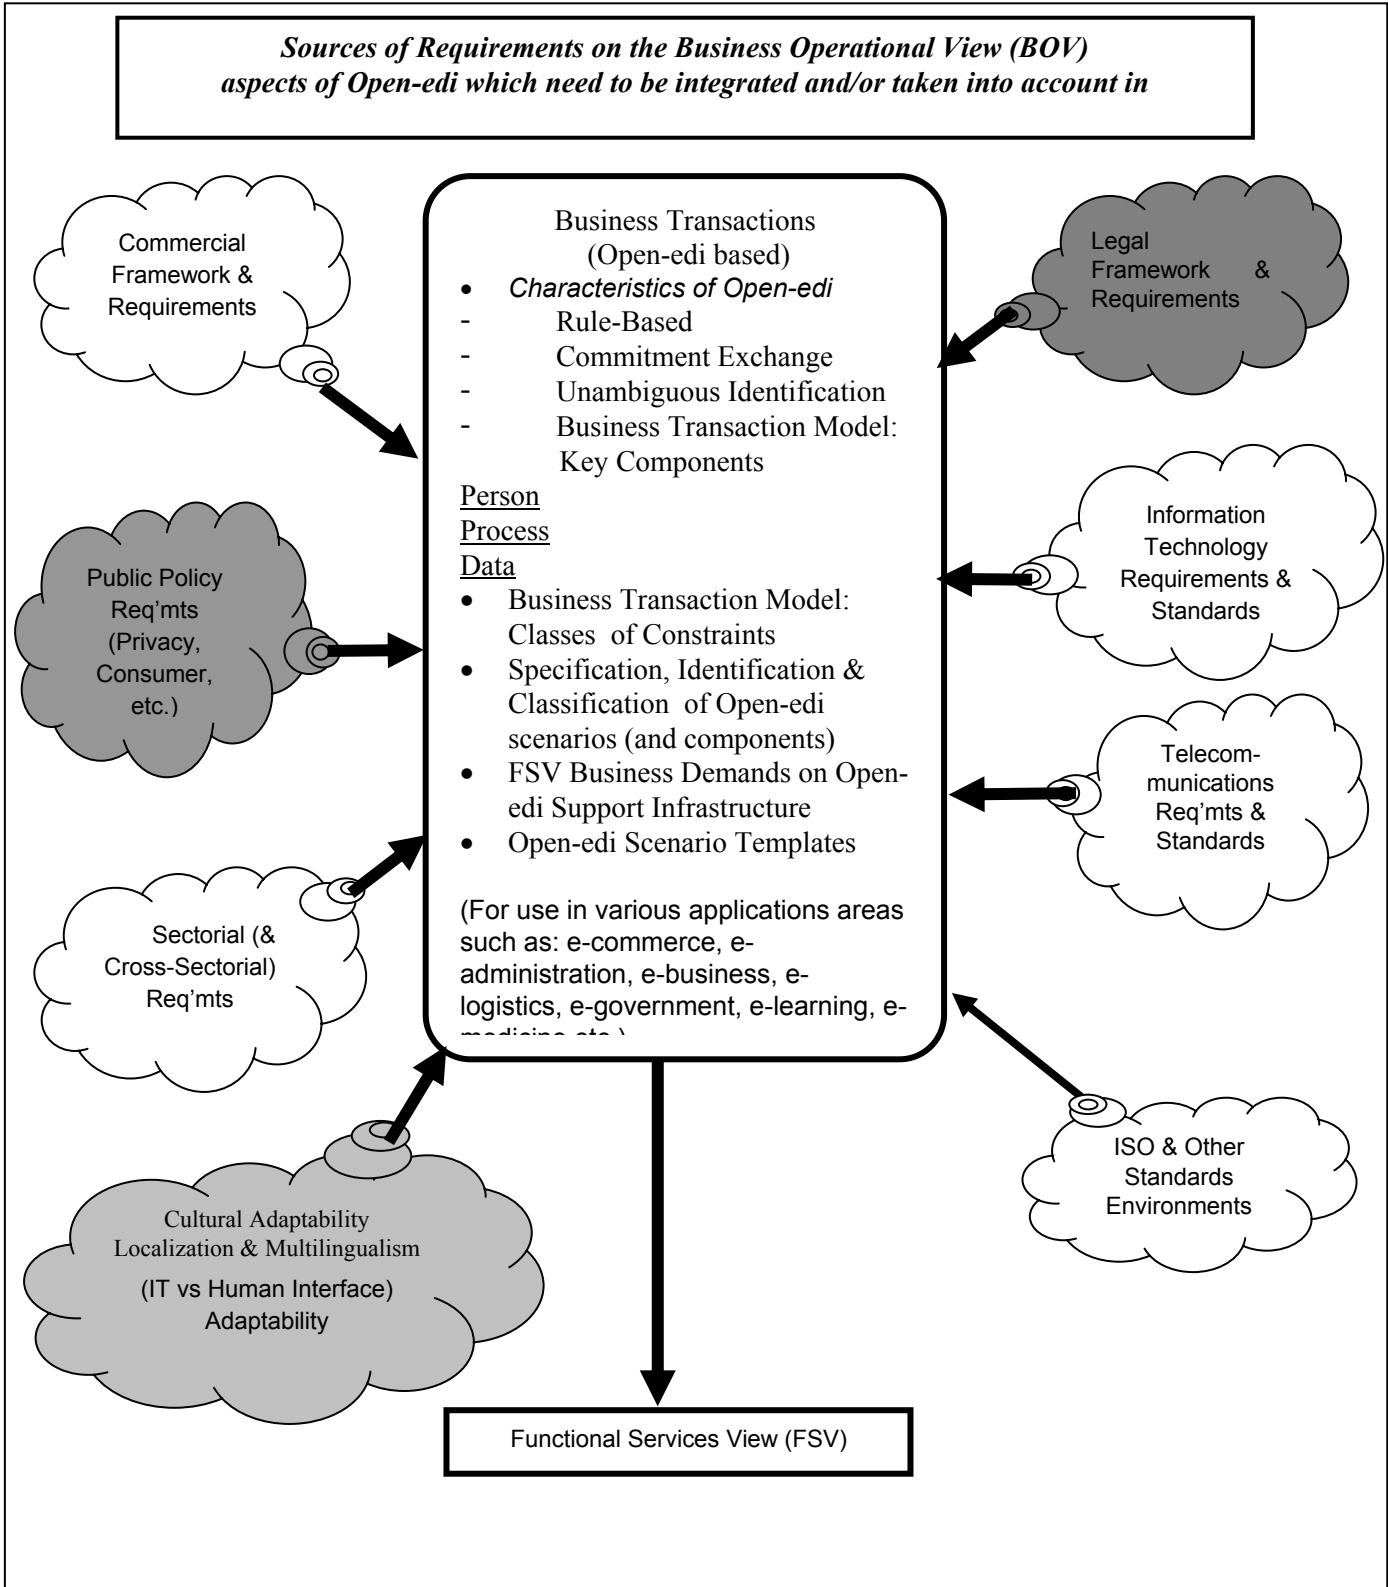 Sources of Requirements on the Business Operational View (BOV)
aspects of Open-edi which need to be integrated and/or taken into account in
Commercial
Framework &
Requirements
Public Policy
Req’mts
(Privacy,
Consumer,
etc.)
Sectorial (&
Cross-Sectorial)
Req’mts
Cultural Adaptability
Localization & Multilingualism
(IT vs Human Interface)
Adaptability
Business Transactions
(Open-edi based)
• Characteristics of Open-edi
- Rule-Based
- Commitment Exchange
- Unambiguous Identification
- Business Transaction Model:
Key Components
Person
Process
Data
• Business Transaction Model:
Classes of Constraints
• Specification, Identification &
Classification of Open-edi
scenarios (and components)
• FSV Business Demands on Open-
edi Support Infrastructure
• Open-edi Scenario Templates
(For use in various applications areas
such as: e-commerce, e-
administration, e-business, e-
logistics, e-government, e-learning, e-
medicine etc.)
Legal
Framework &
Requirements
Information
Technology
Requirements &
Standards
Telecom-
munications
Req’mts &
Standards
ISO & Other
Standards
Environments
Functional Services View (FSV)